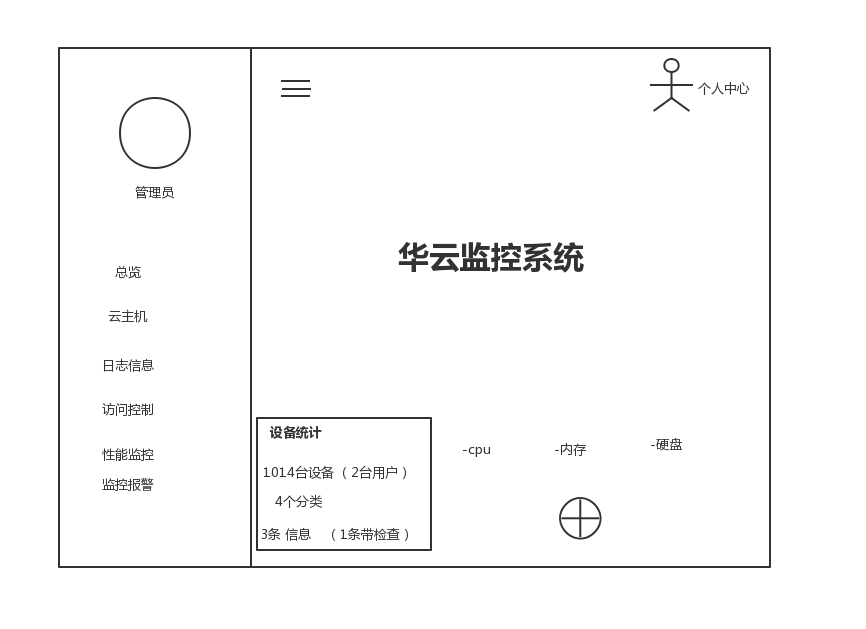 个人中心
管理员
华云监控系统
总览
云主机
日志信息
访问控制
性能监控
监控报警
设备统计
1014台设备（2台用户）
4个分类
3条 信息 （1条带检查）
-cpu
-内存
-硬盘